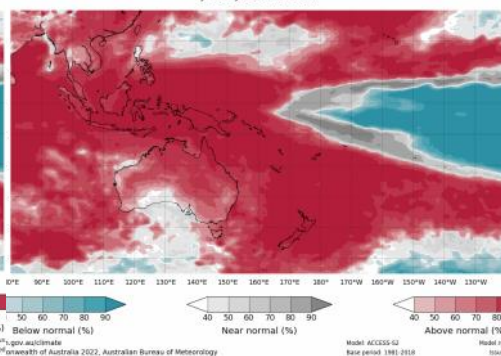 0°E 90°E 100°E 110°E 120°E 130°E 140°E 150°E 160°E 170°E 180°E 170°W 160°W 150°W 140°W 130°W
50 60 70 80 90 40 50 60 70 80 90 40 50 60 70 80
Below normal (%) Near normal (%) Above normal (%)
.gov.au/climate
onwealth of Australia 2022, Australian Bureau of Meteorology
Model: ACCESS-S2
Base period: 1981-2018